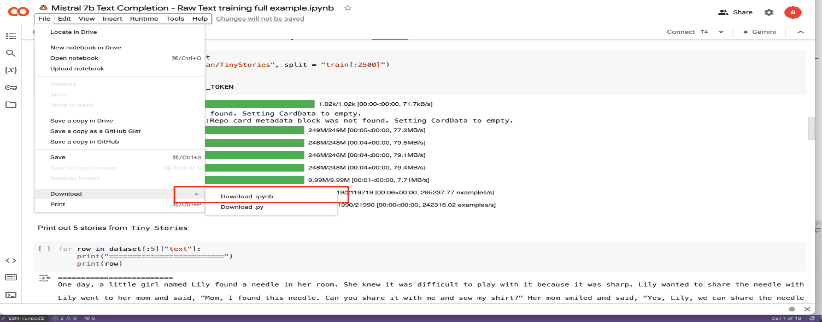 Mistral 7b Text Completion - Raw Text training full example.ipynb
File Edit View Insert Runtime Tools Help Changes will not be saved
Share
Connect T4
Gemini
Locate in Drive
New notebook in Drive
Open notebook ⌘/Ctrl+O
Upload notebook
Rename
Move
Move to trash
Save a copy in Drive
Save a copy as a GitHub Gist
Save a copy in GitHub
Save ⌘/Ctrl+S
Revision history
Download
Print ⌘/Ctrl+P
Download .ipynb
Download .py
an/TinyStories", split = "train[:2500]")
_TOKEN
1.02k/1.02k [00:00<00:00, 71.7kB/s]
found. Setting CardData to empty.
:Repo card metadata block was not found. Setting CardData to empty.
249M/249M [00:05<00:00, 77.2MB/s]
248M/248M [00:04<00:00, 79.5MB/s]
246M/246M [00:04<00:00, 79.1MB/s]
248M/248M [00:04<00:00, 79.4MB/s]
9.99M/9.99M [00:01<00:00, 7.71MB/s]
19/2119719 [00:06<00:00, 295237.77 examples/s]
1990/21990 [00:00<00:00, 242316.02 examples/s]
Print out 5 stories from Tiny Stories
[ ] for row in dataset[:5]["text"]:
print("=========================")
print(row)
=========================
One day, a little girl named Lily found a needle in her room. She knew it was difficult to play with it because it was sharp. Lily wanted to share the needle with
Lily went to her mom and said, "Mom, I found this needle. Can you share it with me and sew my shirt?" Her mom smiled and said, "Yes, Lily, we can share the needle
Cell 1 of 18